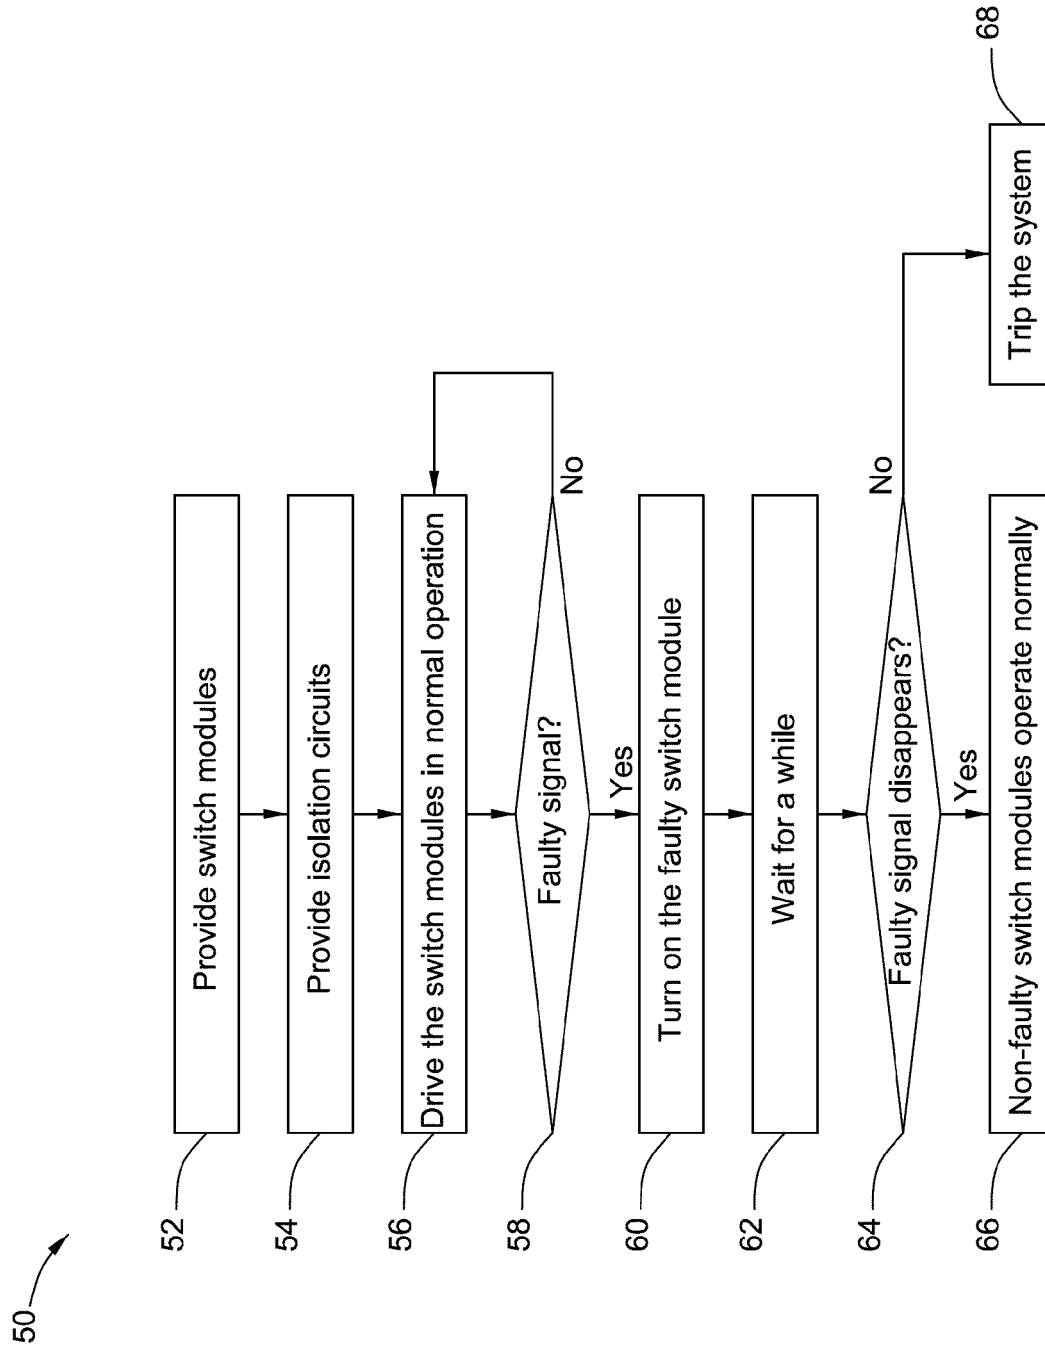 50
52
Provide switch modules
54
Provide isolation circuits
56
Drive the switch modules in normal operation
58
Faulty signal?
No
Yes
60
Turn on the faulty switch module
62
Wait for a while
64
Faulty signal disappears?
No
Yes
66
Non-faulty switch modules operate normally
Trip the system
68